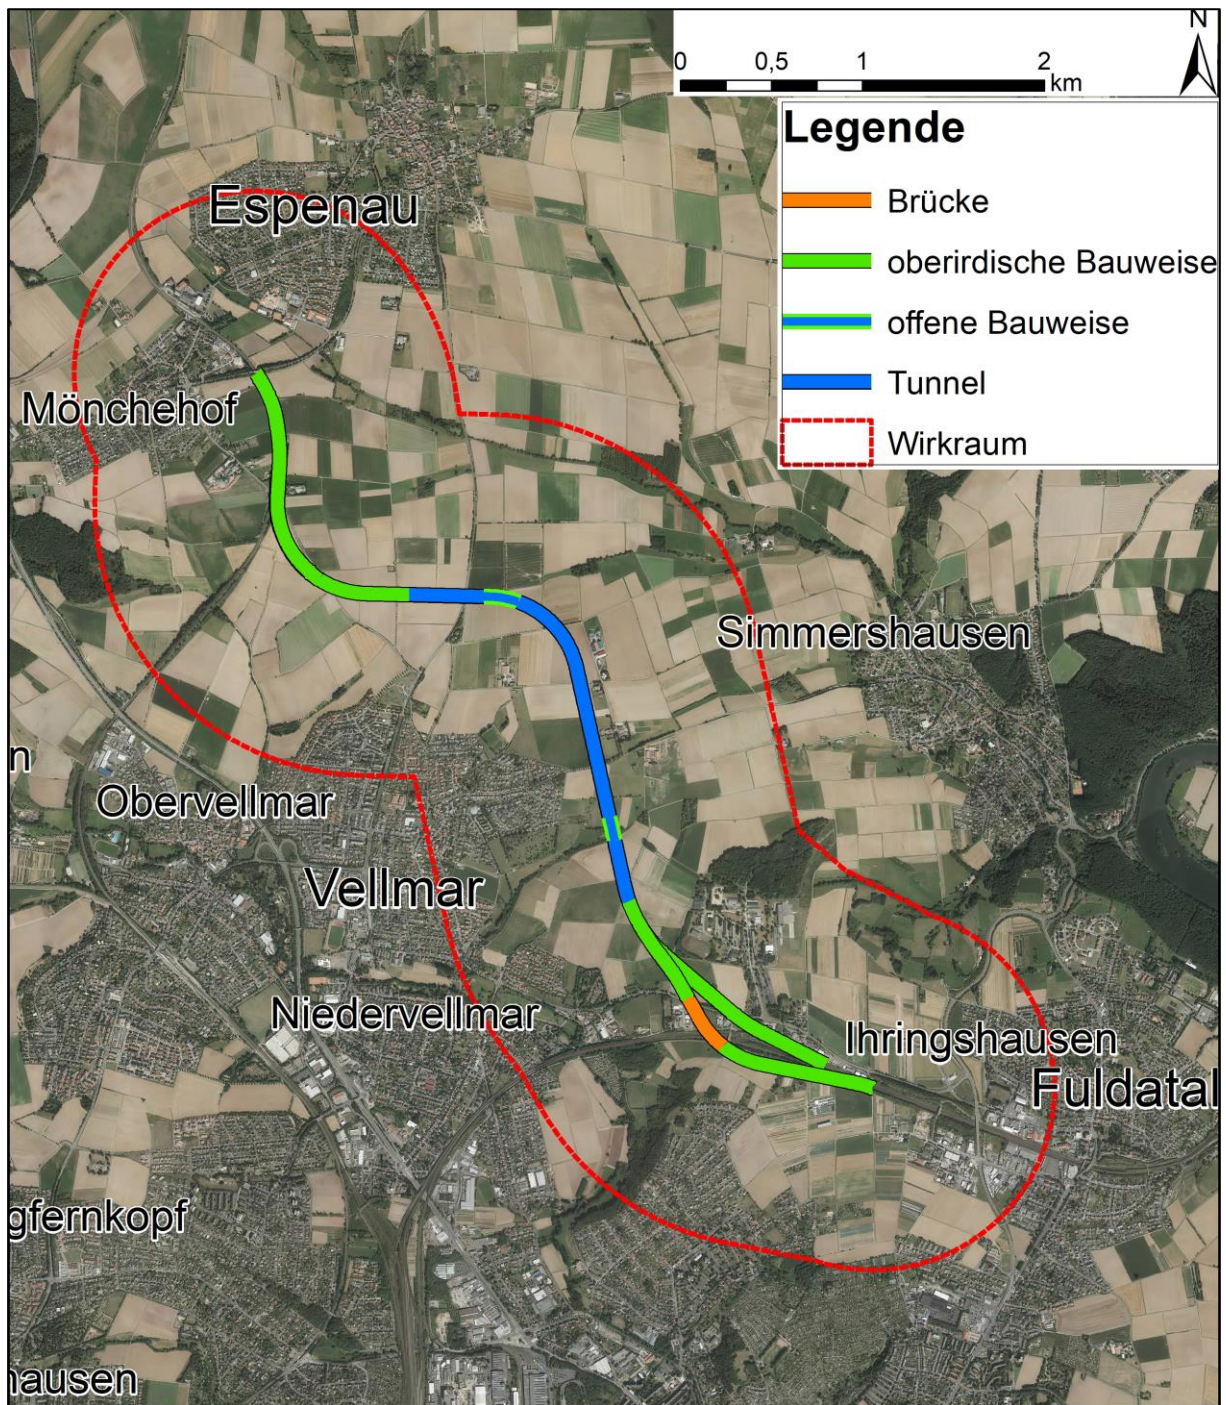 N
0 0,5 1 2
km
Legende
Brücke
oberirdische Bauweise
offene Bauweise
Tunnel
Wirkraum
Espenau
Mönchehof
Simmershausen
n
Obervellmar
Vellmar
Niedervellmar
Ihringshausen
Fuldatal
gfernkopf
hausen